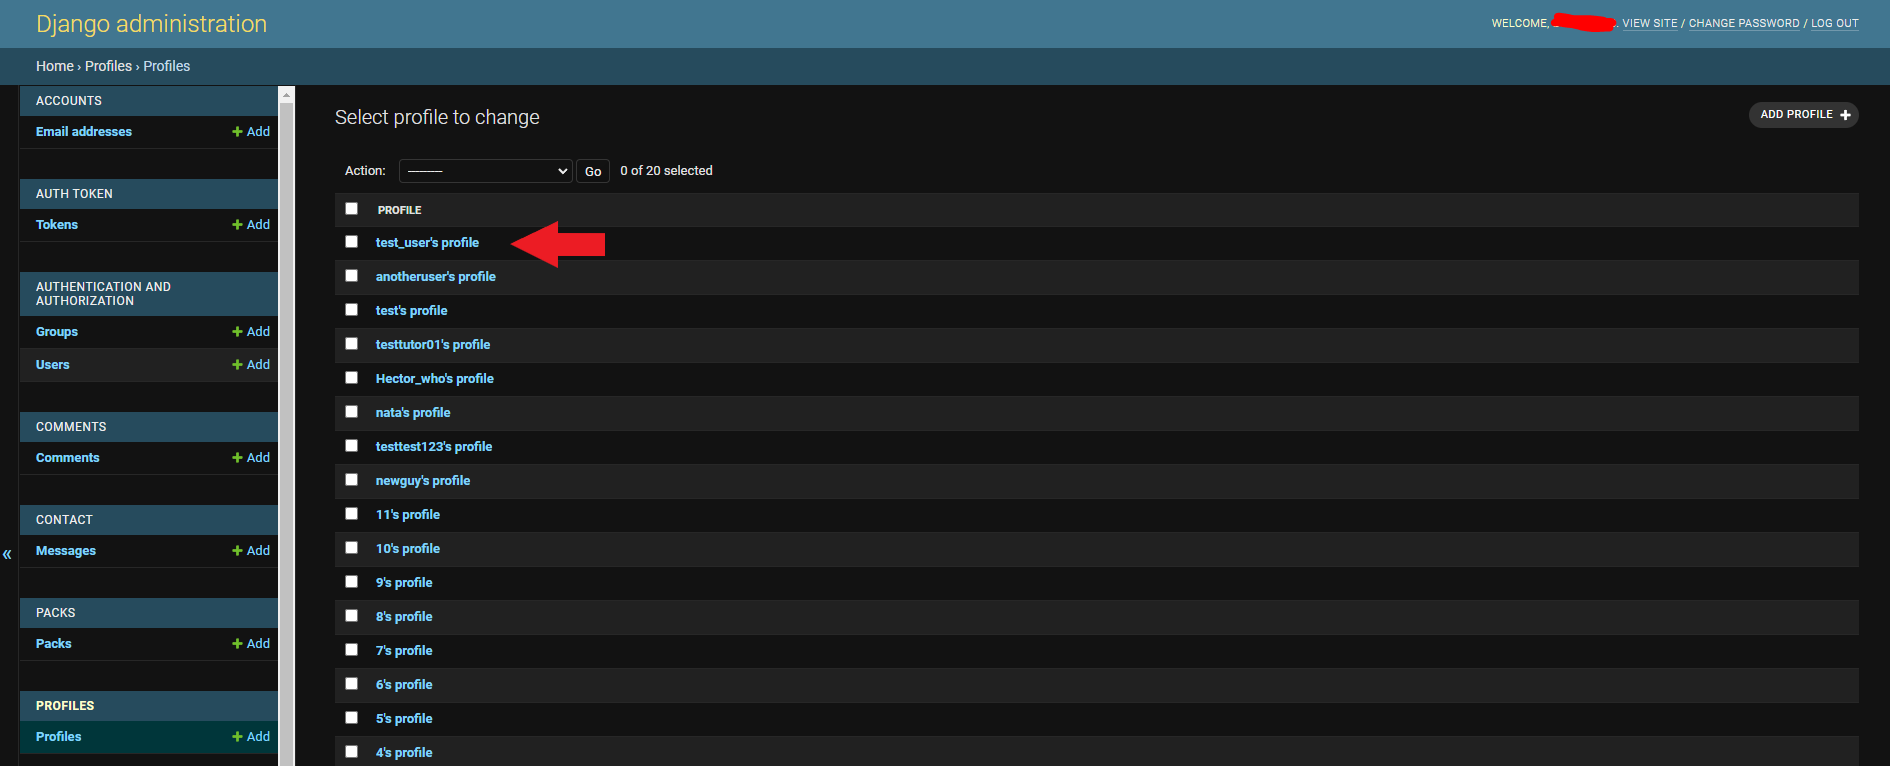 Django administration
WELCOME, . VIEW SITE / CHANGE PASSWORD / LOG OUT
Home › Profiles › Profiles
ACCOUNTS
Email addresses + Add
AUTH TOKEN
Tokens + Add
AUTHENTICATION AND
AUTHORIZATION
Groups + Add
Users + Add
COMMENTS
Comments + Add
CONTACT
Messages + Add
PACKS
Packs + Add
PROFILES
Profiles + Add
«
Select profile to change
ADD PROFILE +
Action: --------- Go 0 of 20 selected
PROFILE
test_user's profile
anotheruser's profile
test's profile
testtutor01's profile
Hector_who's profile
nata's profile
testtest123's profile
newguy's profile
11's profile
10's profile
9's profile
8's profile
7's profile
6's profile
5's profile
4's profile